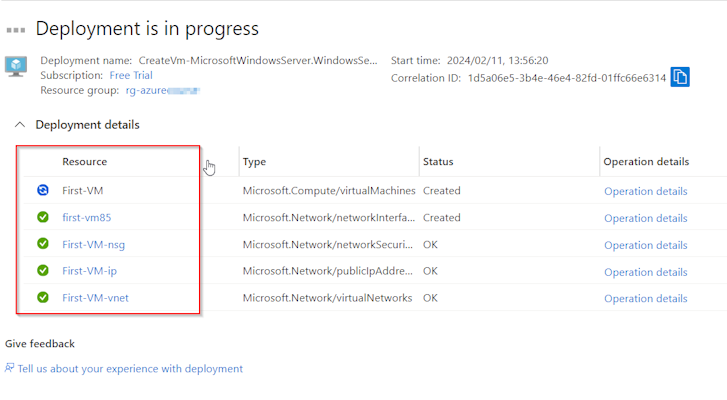 Deployment is in progress
Deployment name: CreateVm-MicrosoftWindowsServer.WindowsSe... Start time: 2024/02/11, 13:56:20
Subscription: Free Trial Correlation ID: 1d5a06e5-3b4e-46e4-82fd-01ffc66e6314
Resource group: rg-azure
Deployment details
Resource Type Status Operation details
First-VM Microsoft.Compute/virtualMachines Created Operation details
first-vm85 Microsoft.Network/networkInterfa... Created Operation details
First-VM-nsg Microsoft.Network/networkSecuri... OK Operation details
First-VM-ip Microsoft.Network/publicIpAddre... OK Operation details
First-VM-vnet Microsoft.Network/virtualNetworks OK Operation details
Give feedback
Tell us about your experience with deployment